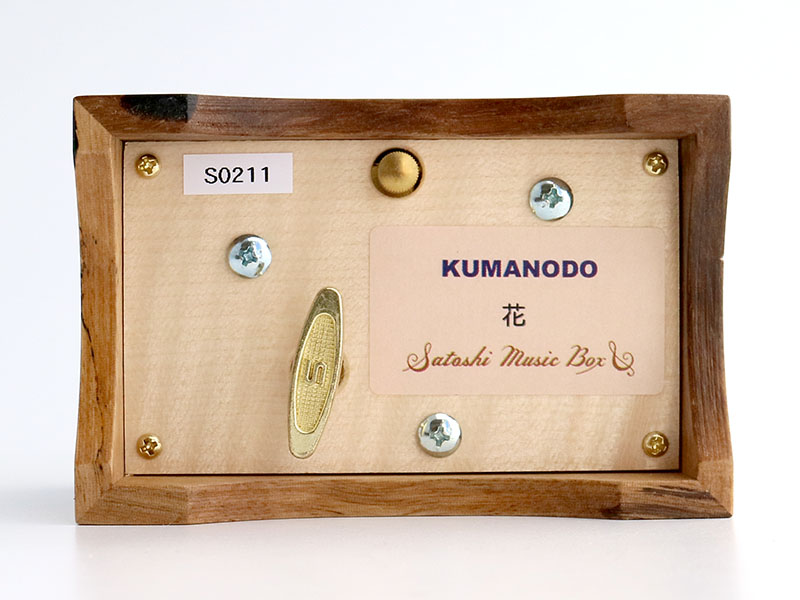 S0211
KUMANODO
花
Satoshi Music Box
S